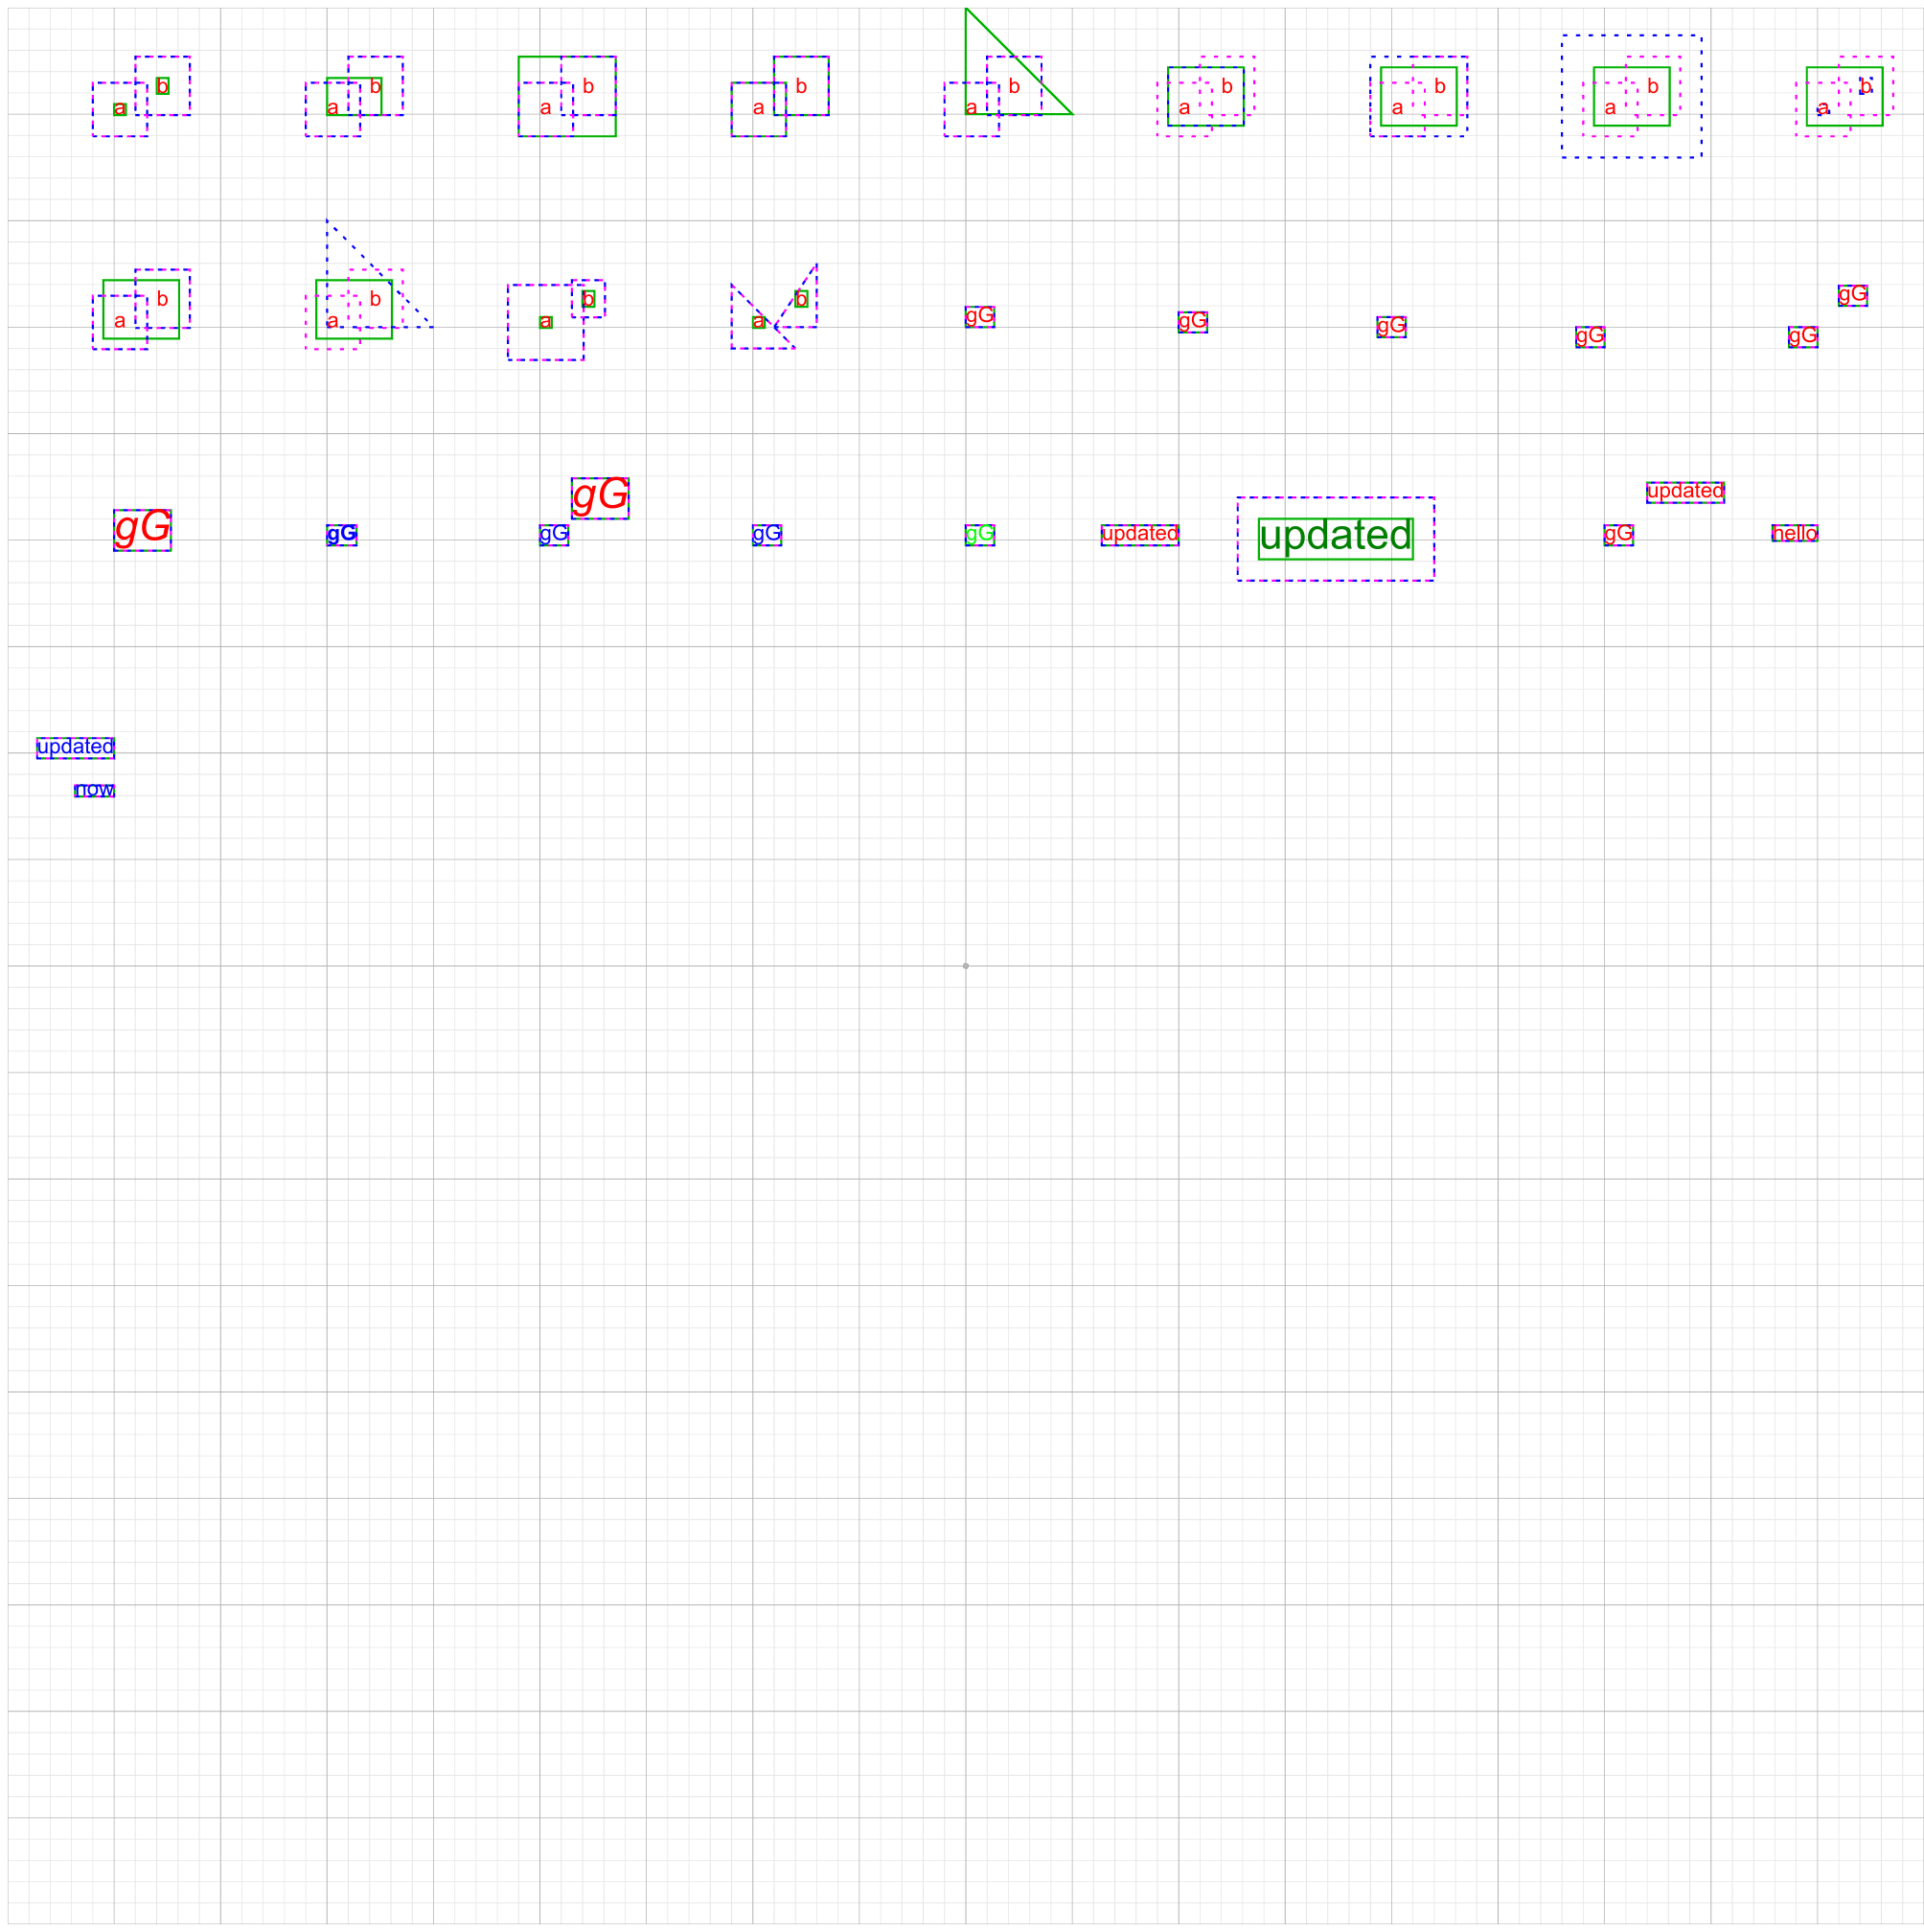 b b b b b b b b b
a a a a a a a a a
gG
b b b b gG
a a a a gG gG
gG gG
gG updated
gG gG gG gG gG updated updated gG hello
updated
now